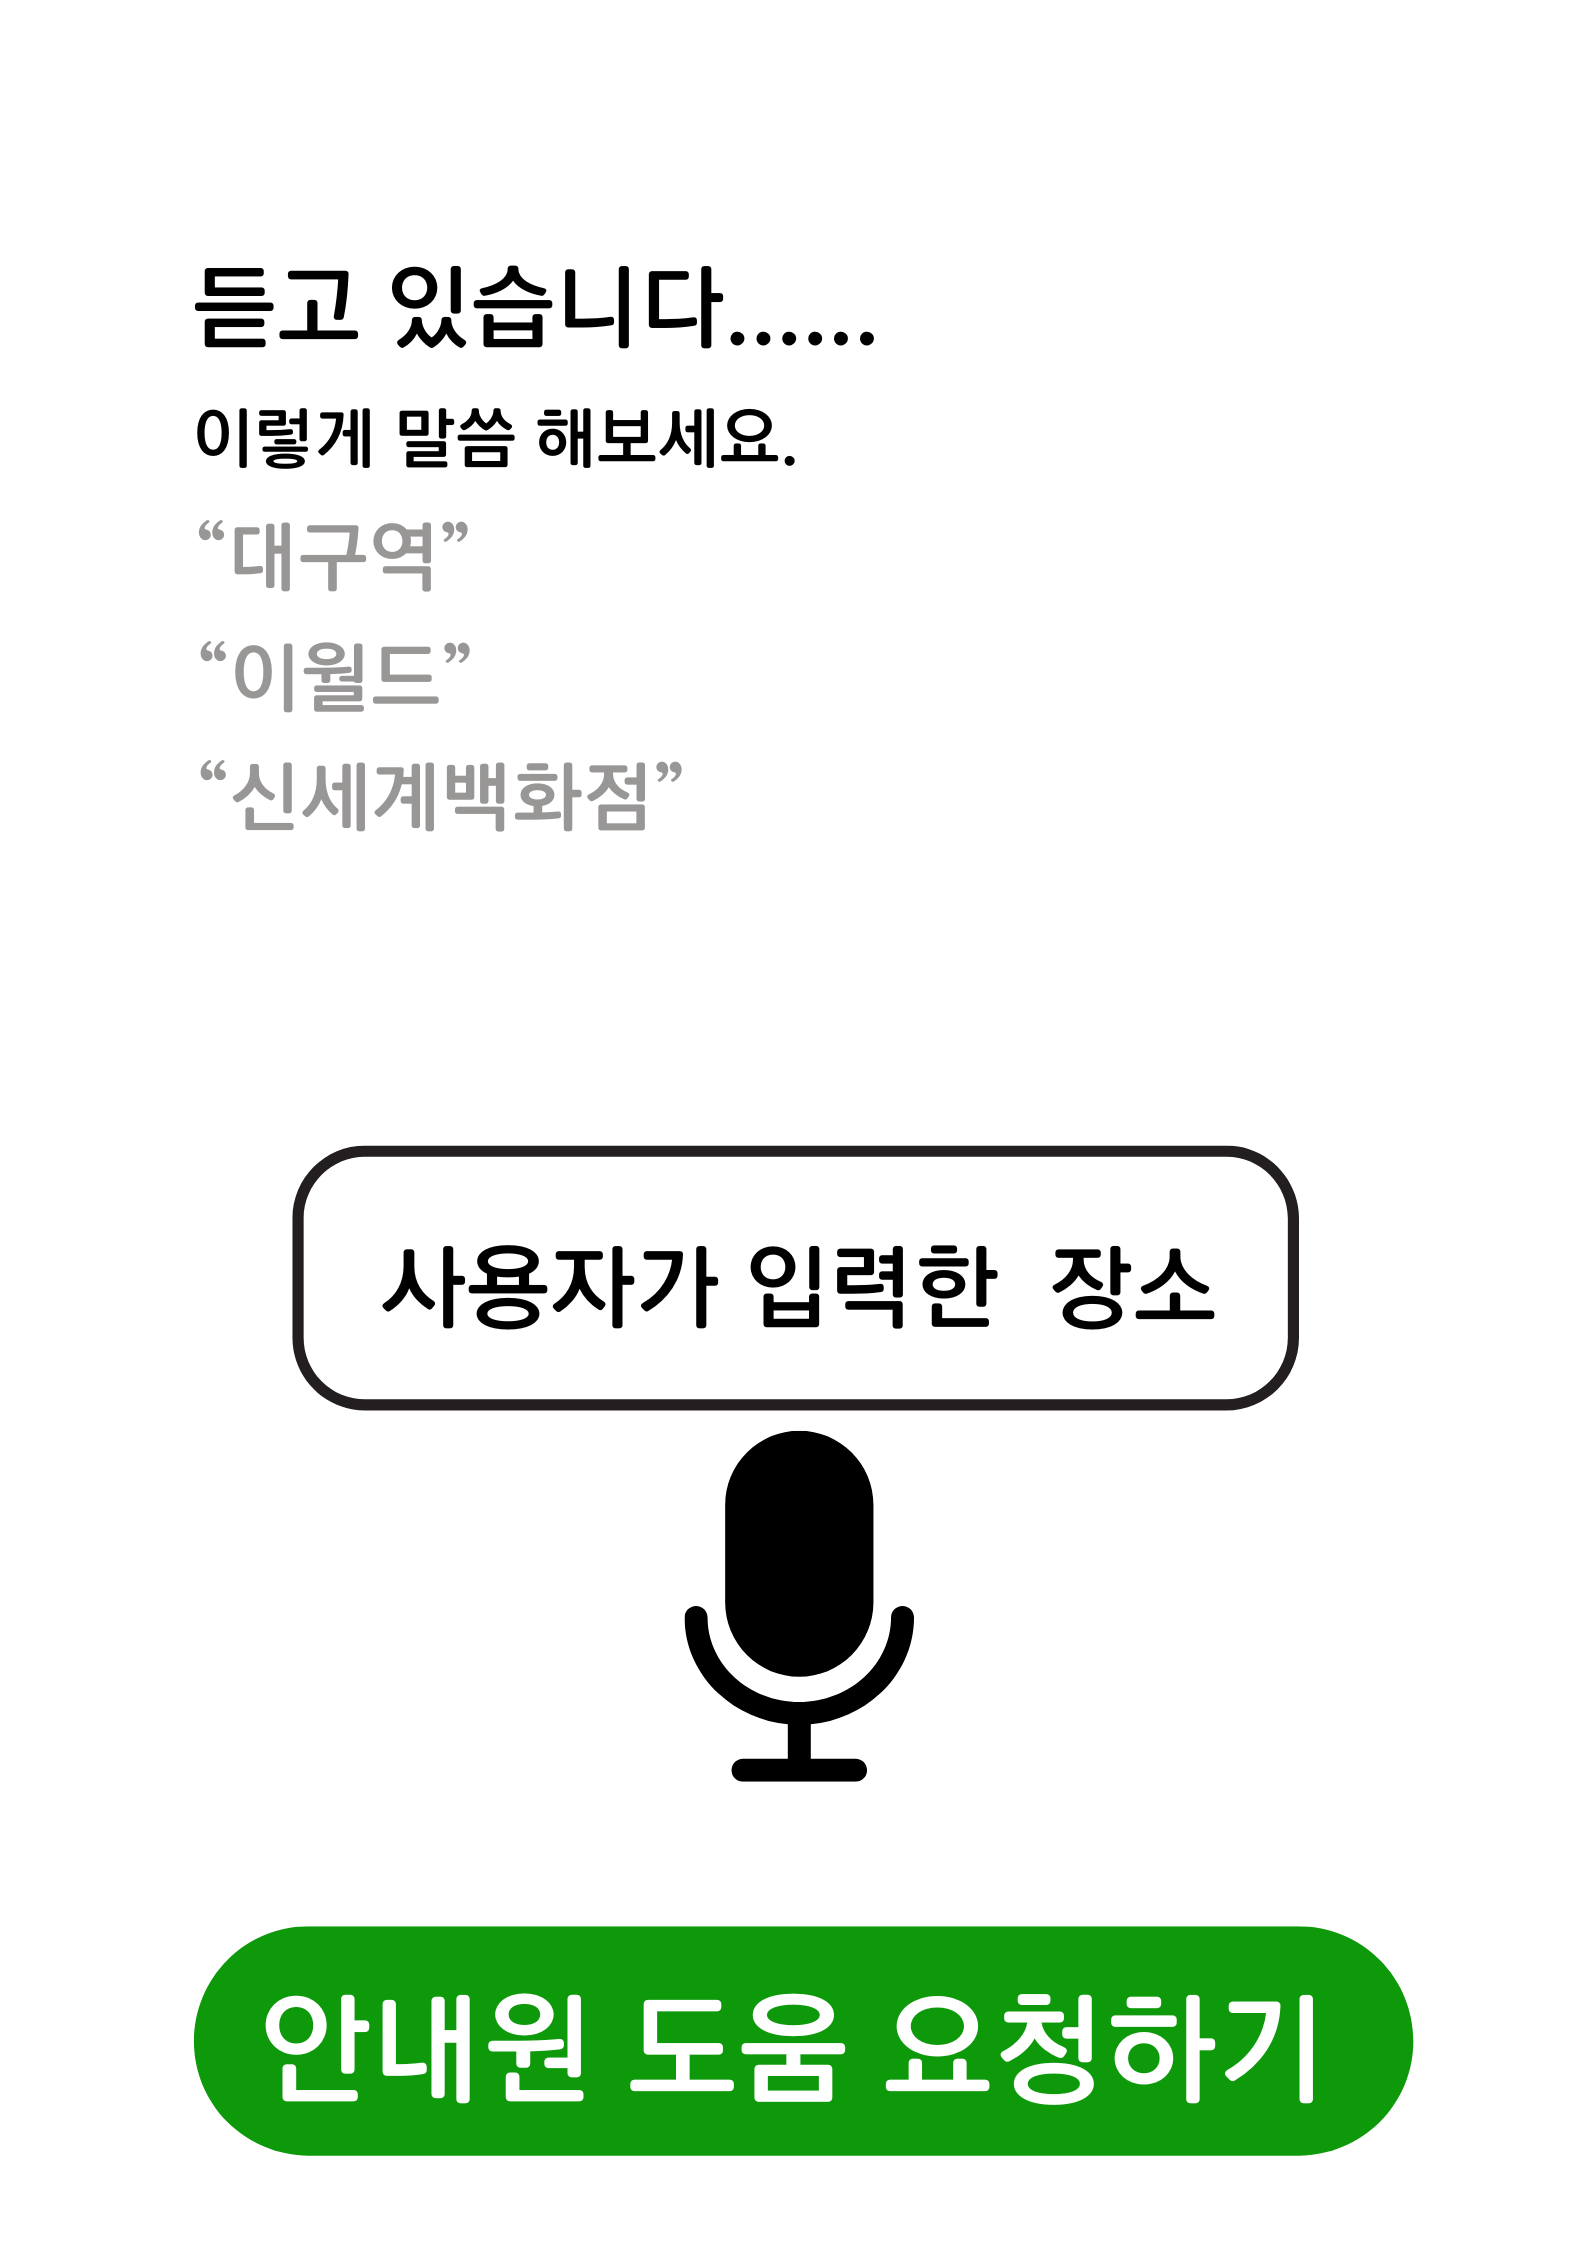 듣고 있습니다......
이렇게 말씀 해보세요.
“대구역”
“이월드”
“신세계백화점”
사용자가 입력한  장소
안내원 도움 요청하기